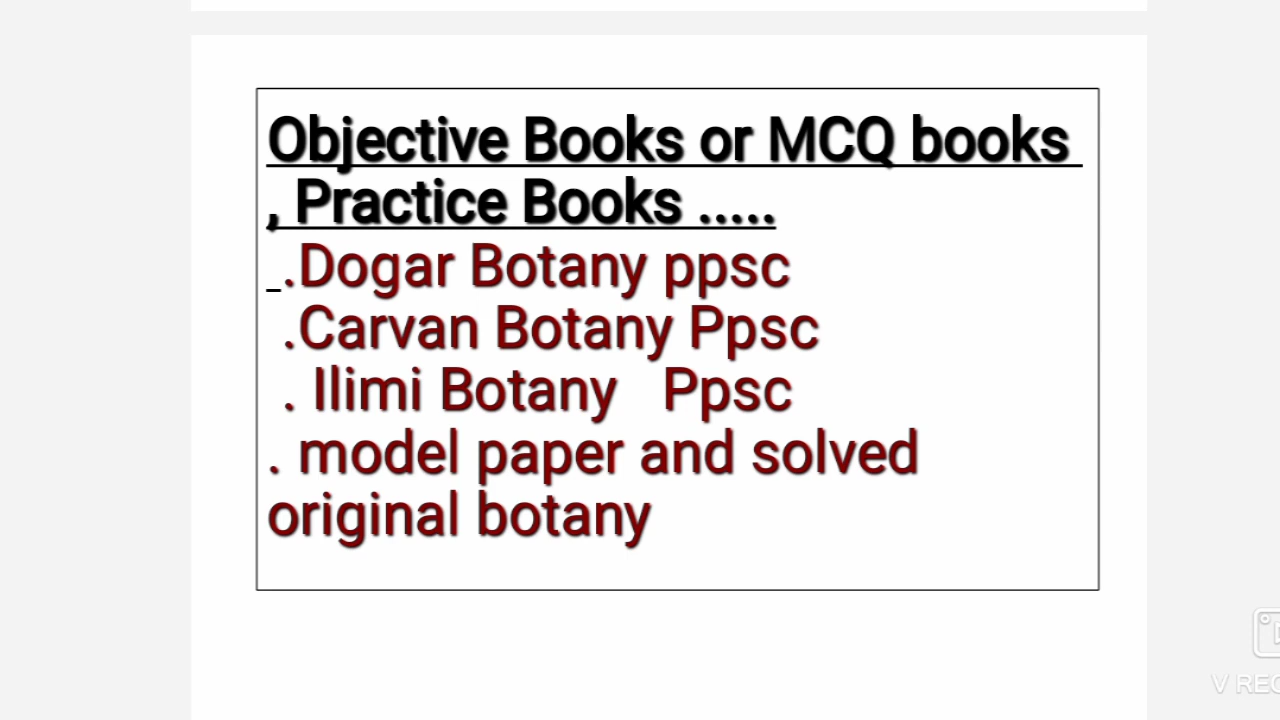 Objective Books or MCQ books
, Practice Books .....
.Dogar Botany ppsc
.Carvan Botany Ppsc
. Ilimi Botany Ppsc
. model paper and solved
original botany
V REC